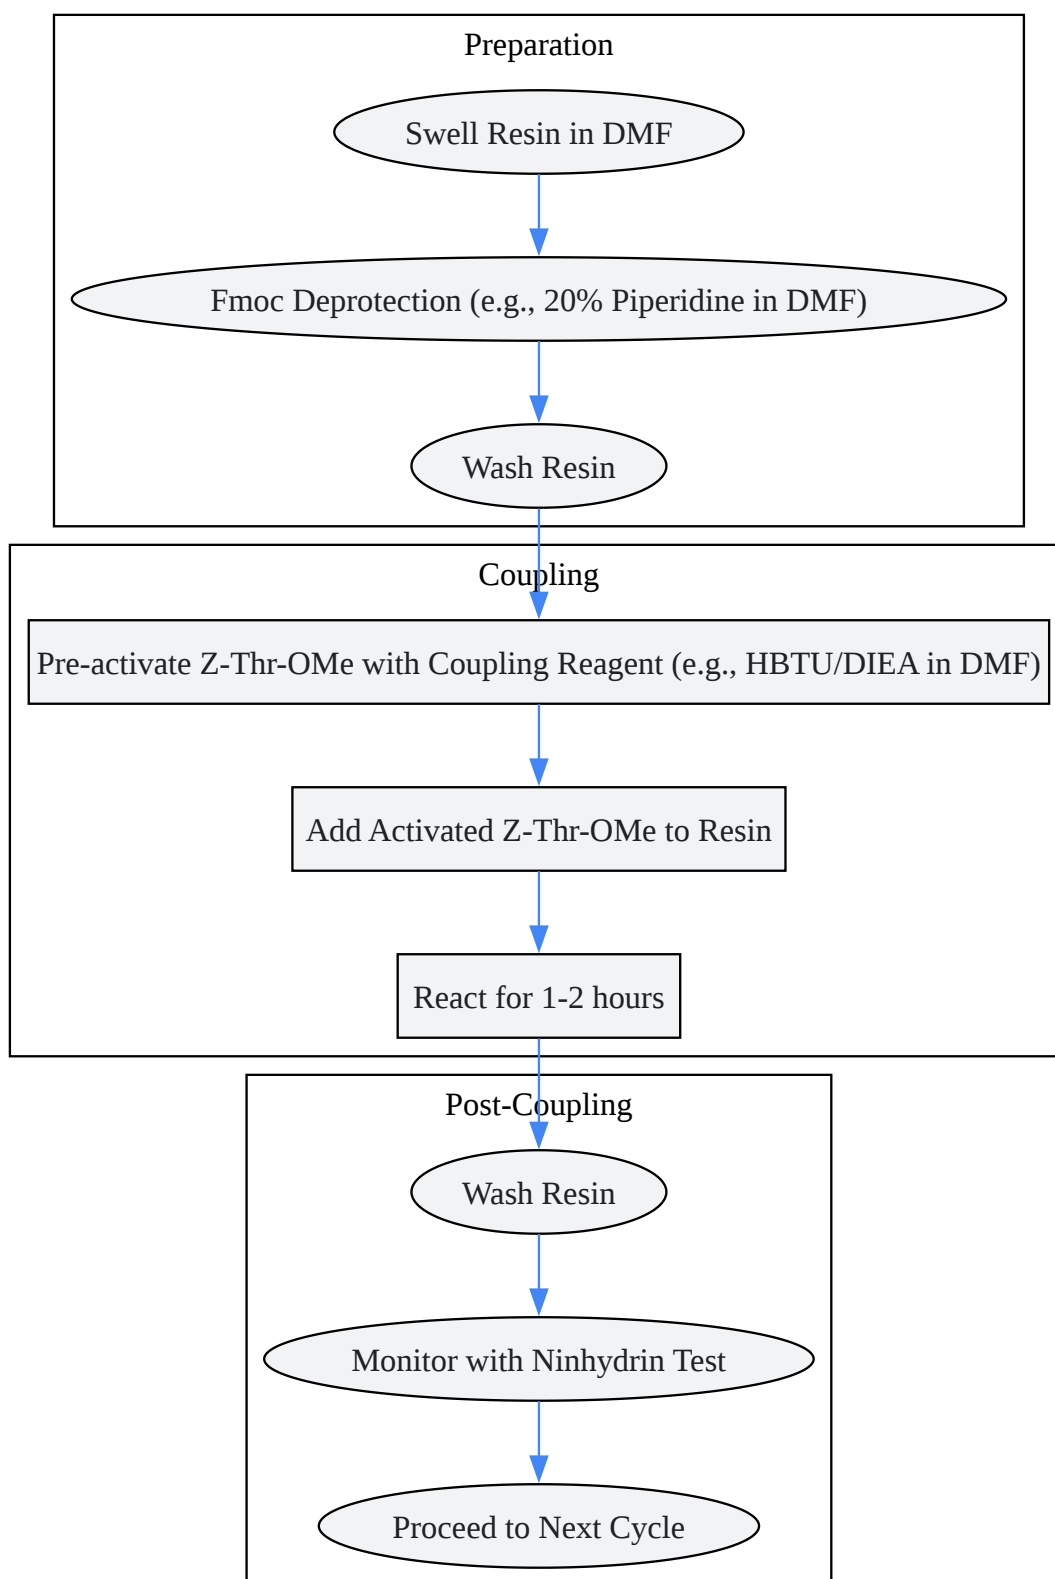 Preparation
Swell Resin in DMF
Fmoc Deprotection (e.g., 20% Piperidine in DMF)
Wash Resin
Coupling
Pre-activate Z-Thr-OMe with Coupling Reagent (e.g., HBTU/DIEA in DMF)
Add Activated Z-Thr-OMe to Resin
React for 1-2 hours
Post-Coupling
Wash Resin
Monitor with Ninhydrin Test
Proceed to Next Cycle